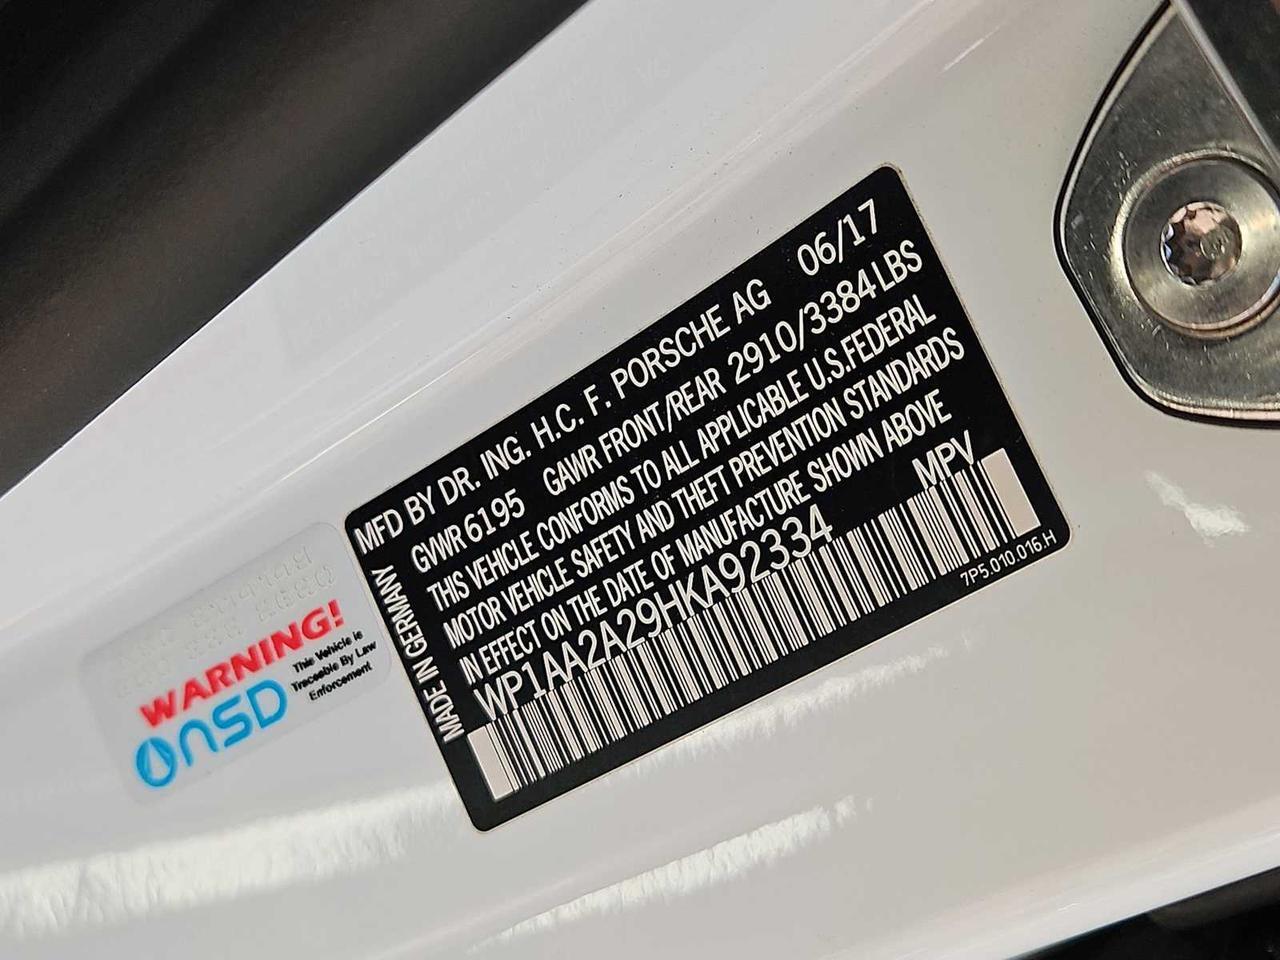 MFD BY DR. ING. H.C. F. PORSCHE AG 06/17
GVWR 6195 GAWR FRONT/REAR 2910/3384 LBS
THIS VEHICLE CONFORMS TO ALL APPLICABLE U.S.FEDERAL
MOTOR VEHICLE SAFETY AND THEFT PREVENTION STANDARDS
IN EFFECT ON THE DATE OF MANUFACTURE SHOWN ABOVE
WP1AA2A29HKA92334 MPV
7P5.010.016.H
MADE IN GERMANY
WARNING!
NSD
This Vehicle is
Traceable By Law
Enforcement